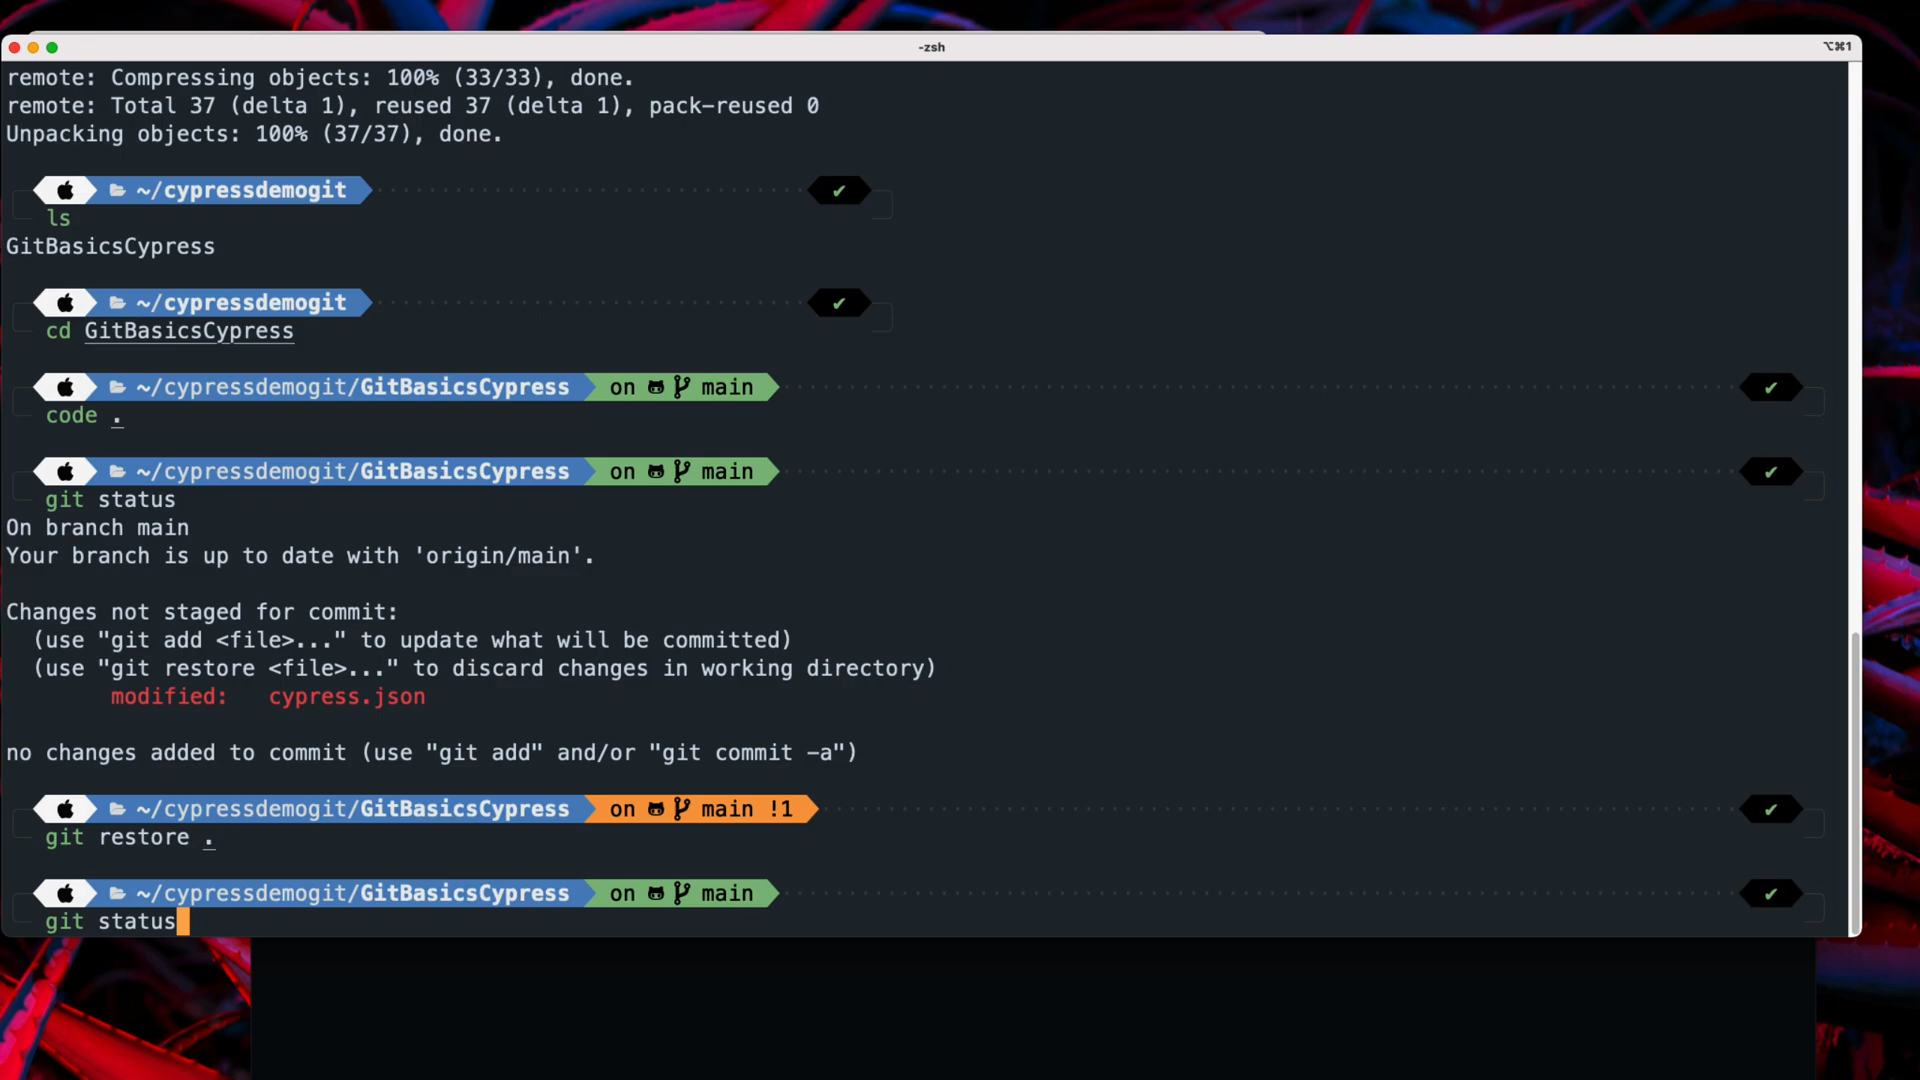 -zsh
⌥⌘1
remote: Compressing objects: 100% (33/33), done.
remote: Total 37 (delta 1), reused 37 (delta 1), pack-reused 0
Unpacking objects: 100% (37/37), done.
~/cypressdemogit
ls
GitBasicsCypress
~/cypressdemogit
cd GitBasicsCypress
~/cypressdemogit/GitBasicsCypress on main
code .
~/cypressdemogit/GitBasicsCypress on main
git status
On branch main
Your branch is up to date with 'origin/main'.
Changes not staged for commit:
(use "git add <file>..." to update what will be committed)
(use "git restore <file>..." to discard changes in working directory)
modified: cypress.json
no changes added to commit (use "git add" and/or "git commit -a")
~/cypressdemogit/GitBasicsCypress on main !1
git restore .
~/cypressdemogit/GitBasicsCypress on main
git status